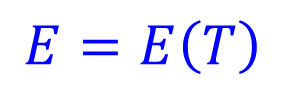 E = E(T)